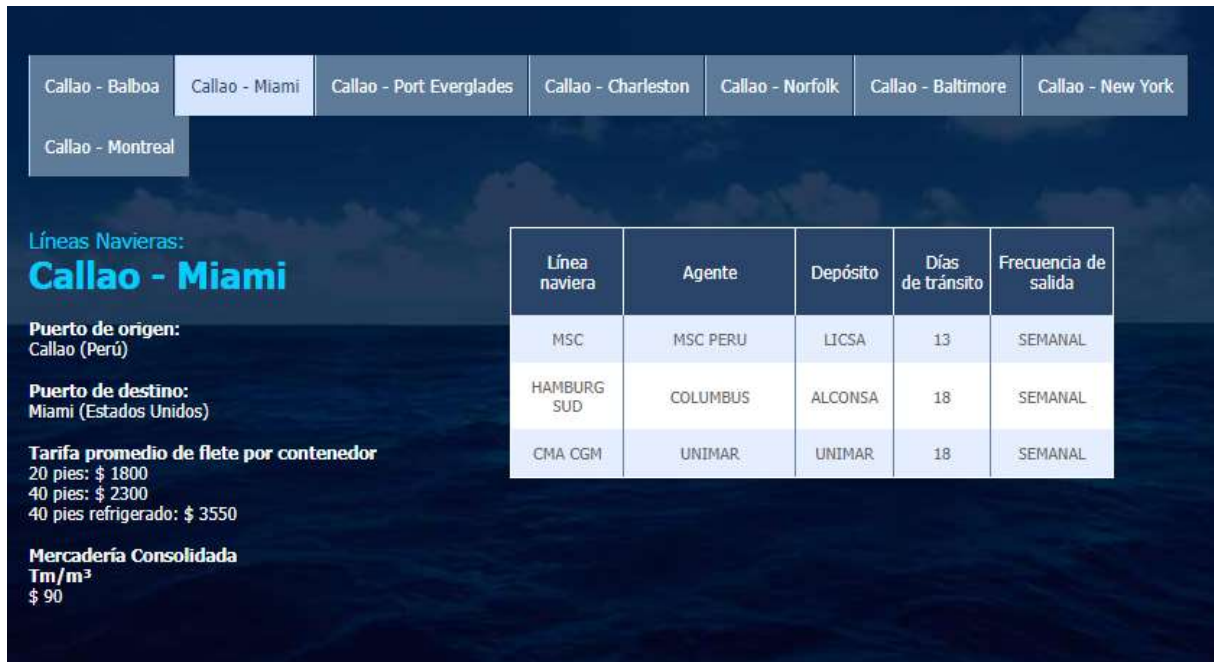 Callao - Balboa Callao - Miami Callao - Port Everglades Callao - Charleston Callao - Norfolk Callao - Baltimore Callao - New York
Callao - Montreal
Líneas Navieras:
Callao - Miami
Puerto de origen:
Callao (Perú)
Puerto de destino:
Miami (Estados Unidos)
Tarifa promedio de flete por contenedor
20 pies: $ 1800
40 pies: $ 2300
40 pies refrigerado: $ 3550
Mercadería Consolidada
Tm/m³
$ 90
Línea naviera Agente Depósito Días de tránsito Frecuencia de salida
MSC MSC PERU LICSA 13 SEMANAL
HAMBURG SUD COLUMBUS ALCONSA 18 SEMANAL
CMA CGM UNIMAR UNIMAR 18 SEMANAL